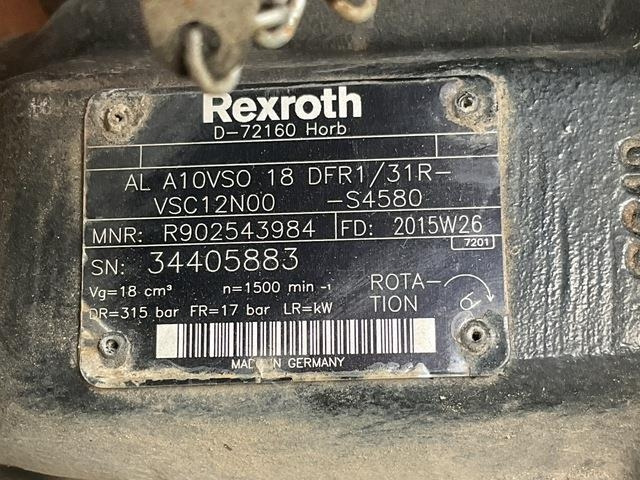 Rexroth
D-72160 Horb
AL A10VSO 18 DFR1/31R-
VSC12N00 -S4580
MNR: R902543984 FD: 2015W26
7201
SN: 34405883
Vg=18 cm³ n=1500 min-1
ROTA-
TION
DR=315 bar FR=17 bar LR=kW
MADE IN GERMANY